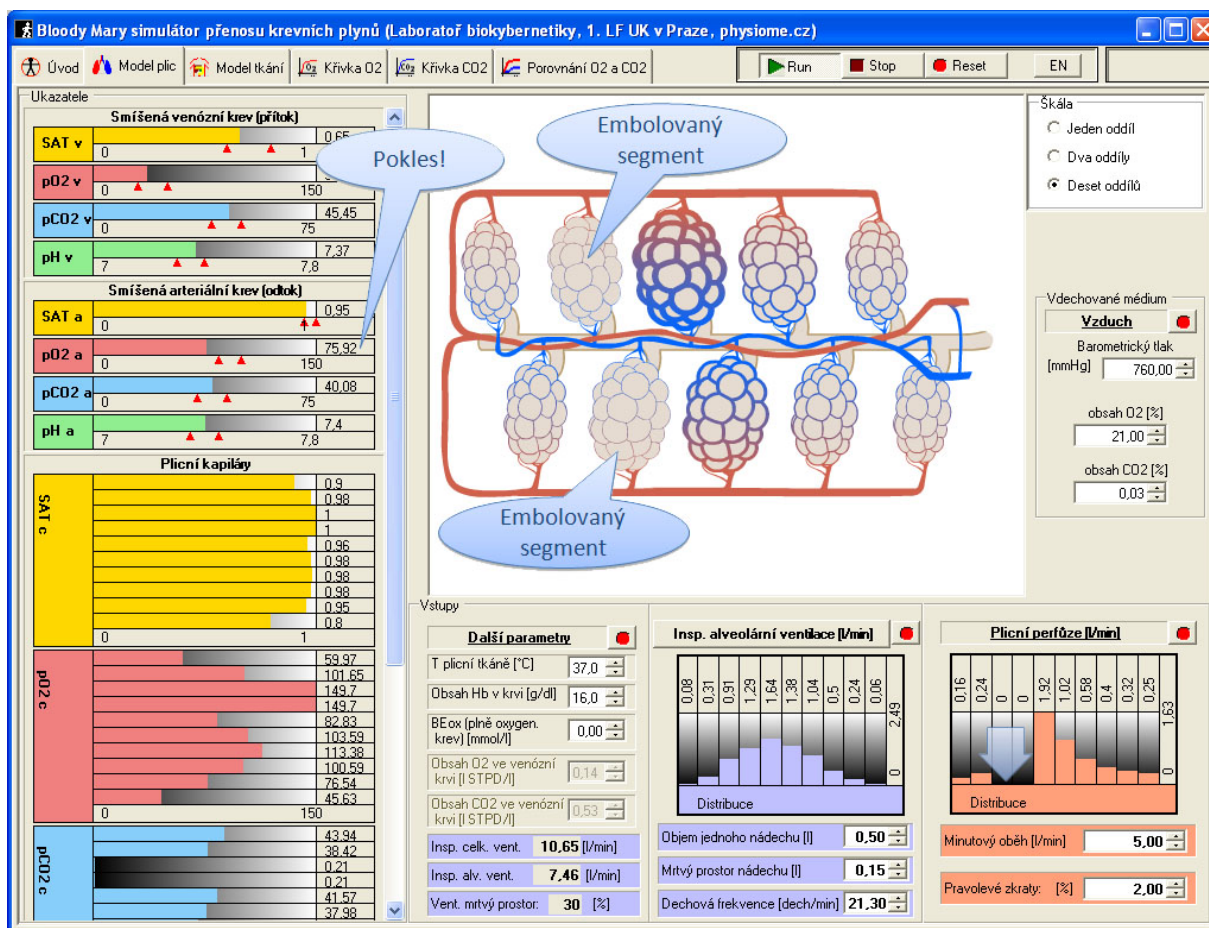 Bloody Mary simulátor přenosu krevních plynů (Laboratoř biokybernetiky, 1. LF UK v Praze, physiome.cz)
Úvod
Model plic
Model tkání
Křivka O2
Křivka CO2
Porovnání O2 a CO2
Run
Stop
Reset
EN
Ukazatele
Smíšená venózní krev (přítok)
SAT v
0,65
0
1
pO2 v
0
150
pCO2 v
45,45
0
75
pH v
7,37
7
7,8
Smíšená arteriální krev (odtok)
SAT a
0,95
0
1
pO2 a
75,92
0
150
pCO2 a
40,08
0
75
pH a
7,4
7
7,8
Plicní kapiláry
SAT c
0.9
0.98
1
1
0.96
0.98
0.98
0.98
0.95
0.8
0
1
pO2 c
59.97
101.65
149.7
149.7
82.83
103.59
113.38
100.59
76.54
45.63
0
150
pCO2 c
43.94
38.42
0.21
0.21
41.57
37.98
Pokles!
Embolovaný
segment
Embolovaný
segment
Škála
Jeden oddíl
Dva oddíly
Deset oddílů
Vdechované médium
Vzduch
Barometrický tlak
[mmHg]
760,00
obsah O2 [%]
21,00
obsah CO2 [%]
0,03
Vstupy
Další parametry
T plicní tkáně [°C]
37,0
Obsah Hb v krvi [g/dl]
16,0
BEox (plně oxygen.
krev) [mmol/l]
0,00
Obsah O2 ve venózní
krvi [l STPD/l]
0,14
Obsah CO2 ve venózní
krvi [l STPD/l]
0,53
Insp. celk. vent.
10,65 [l/min]
Insp. alv. vent.
7,46 [l/min]
Vent. mrtvý prostor:
30 [%]
Insp. alveolární ventilace [l/min]
0,08
0,31
0,91
1,29
1,64
1,38
1,04
0,5
0,24
0,06
2,49
0
Distribuce
Objem jednoho nádechu [l]
0,50
Mrtvý prostor nádechu [l]
0,15
Dechová frekvence [dech/min]
21,30
Plicní perfúze [l/min]
0,16
0,24
0
0
1,92
1,02
0,58
0,4
0,32
0,25
1,63
0
Distribuce
Minutový oběh [l/min]
5,00
Pravolevé zkraty: [%]
2,00